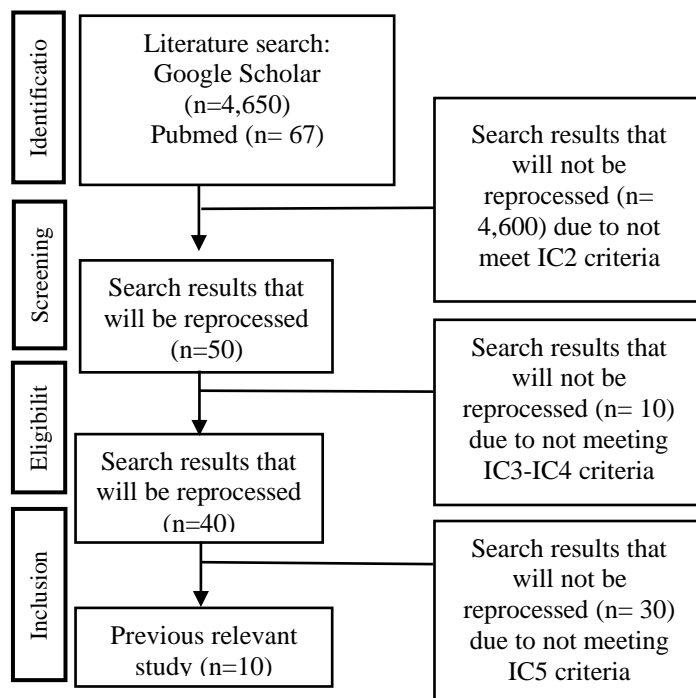 Identificatio
Literature search:
Google Scholar
(n=4,650)
Pubmed (n= 67)
Search results that
will not be
reprocessed (n=
4,600) due to not
meet IC2 criteria
Screening
Search results that
will be reprocessed
(n=50)
Search results that
will not be
reprocessed (n= 10)
due to not meeting
IC3-IC4 criteria
Eligibilit
Search results that
will be reprocessed
(n=40)
Search results that
will not be
reprocessed (n= 30)
due to not meeting
IC5 criteria
Inclusion
Previous relevant
study (n=10)